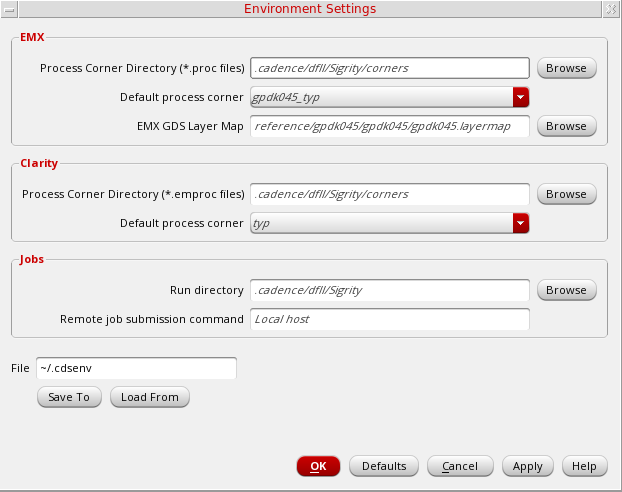 Environment Settings
EMX
Process Corner Directory (*.proc files) .cadence/dfII/Sigrity/corners Browse
Default process corner gpdk045_typ
EMX GDS Layer Map reference/gpdk045/gpdk045/gpdk045.layermap Browse
Clarity
Process Corner Directory (*.emproc files) .cadence/dfII/Sigrity/corners Browse
Default process corner typ
Jobs
Run directory .cadence/dfII/Sigrity Browse
Remote job submission command Local host
File ~/.cdsenv
Save To Load From
OK Defaults Cancel Apply Help